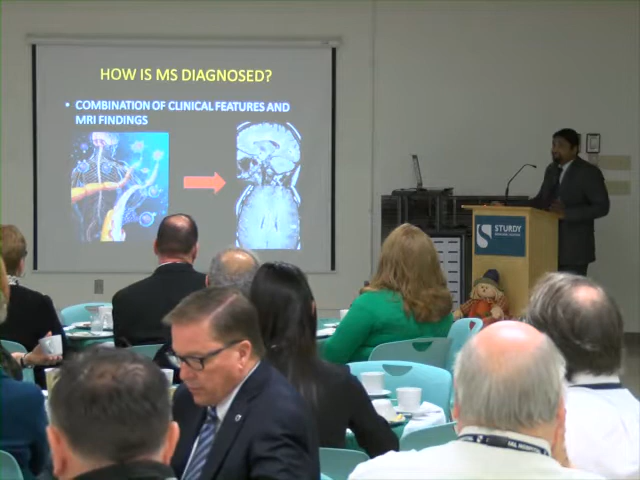 HOW IS MS DIAGNOSED?
• COMBINATION OF CLINICAL FEATURES AND
MRI FINDINGS
STURDY